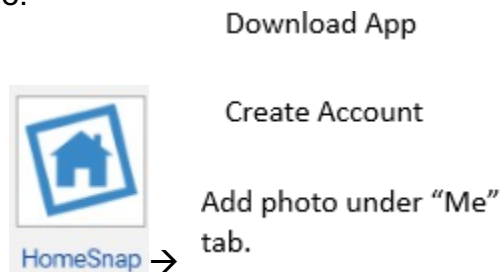 Download App
Create Account
Add photo under “Me”
tab.
HomeSnap →